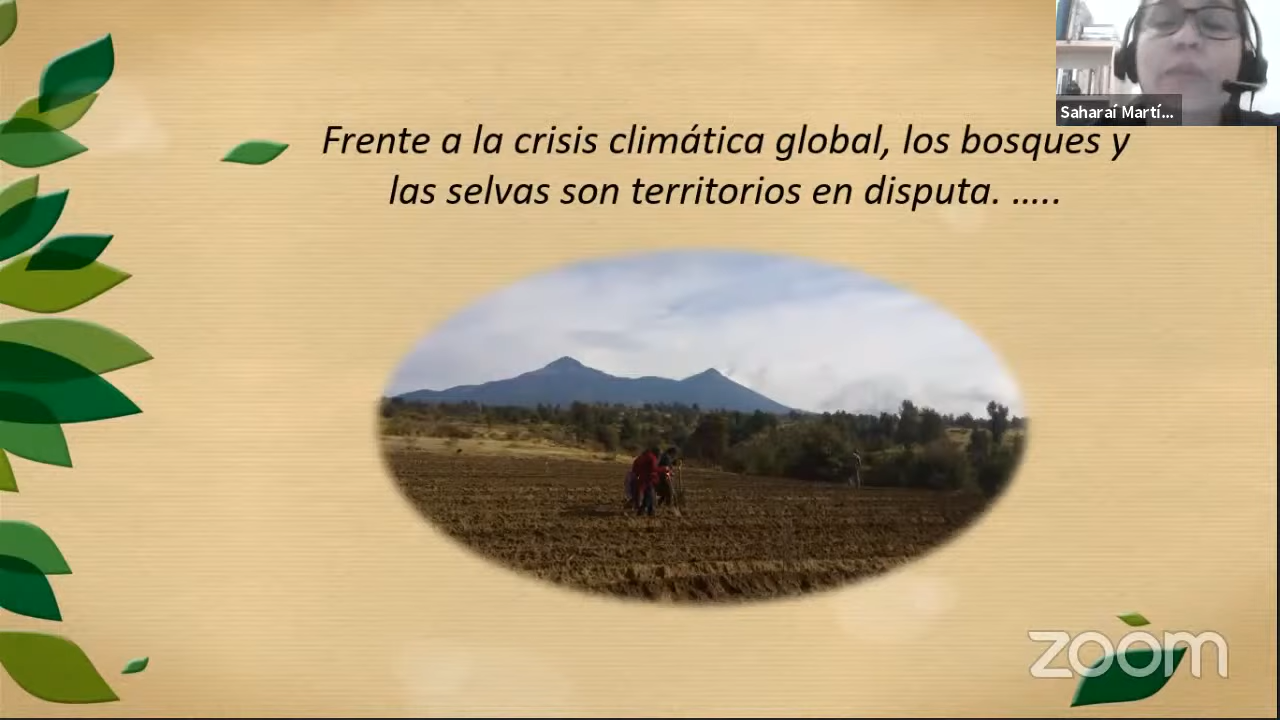 Saharaí Martí...
Frente a la crisis climática global, los bosques y
las selvas son territorios en disputa. .....
zoom